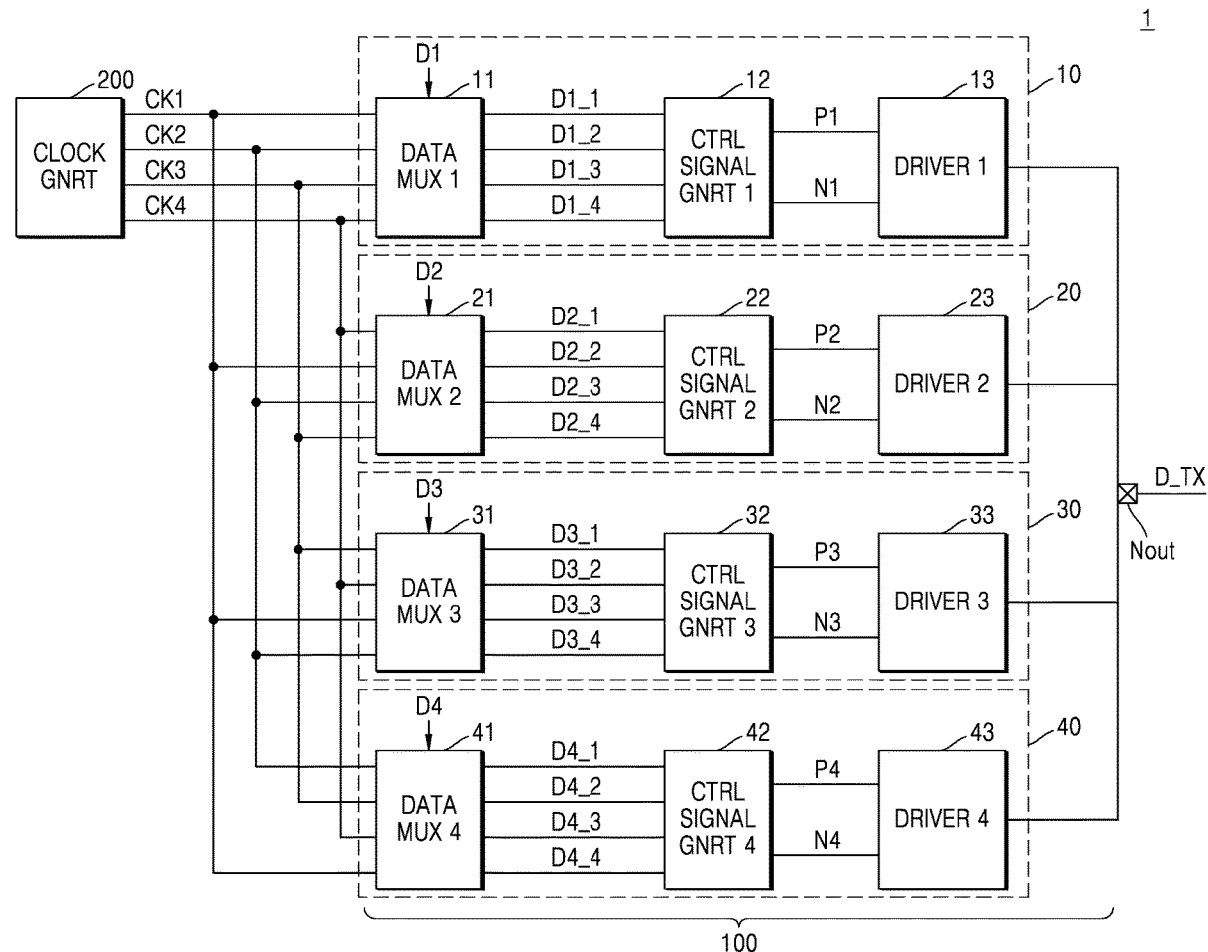 1
200
CLOCK
GNRT
CK1
CK2
CK3
CK4
D1
11
DATA
MUX 1
D1_1
D1_2
D1_3
D1_4
12
CTRL
SIGNAL
GNRT 1
P1
N1
13
DRIVER 1
10
D2
21
DATA
MUX 2
D2_1
D2_2
D2_3
D2_4
22
CTRL
SIGNAL
GNRT 2
P2
N2
23
DRIVER 2
20
D3
31
DATA
MUX 3
D3_1
D3_2
D3_3
D3_4
32
CTRL
SIGNAL
GNRT 3
P3
N3
33
DRIVER 3
30
D_TX
Nout
D4
41
DATA
MUX 4
D4_1
D4_2
D4_3
D4_4
42
CTRL
SIGNAL
GNRT 4
P4
N4
43
DRIVER 4
40
100